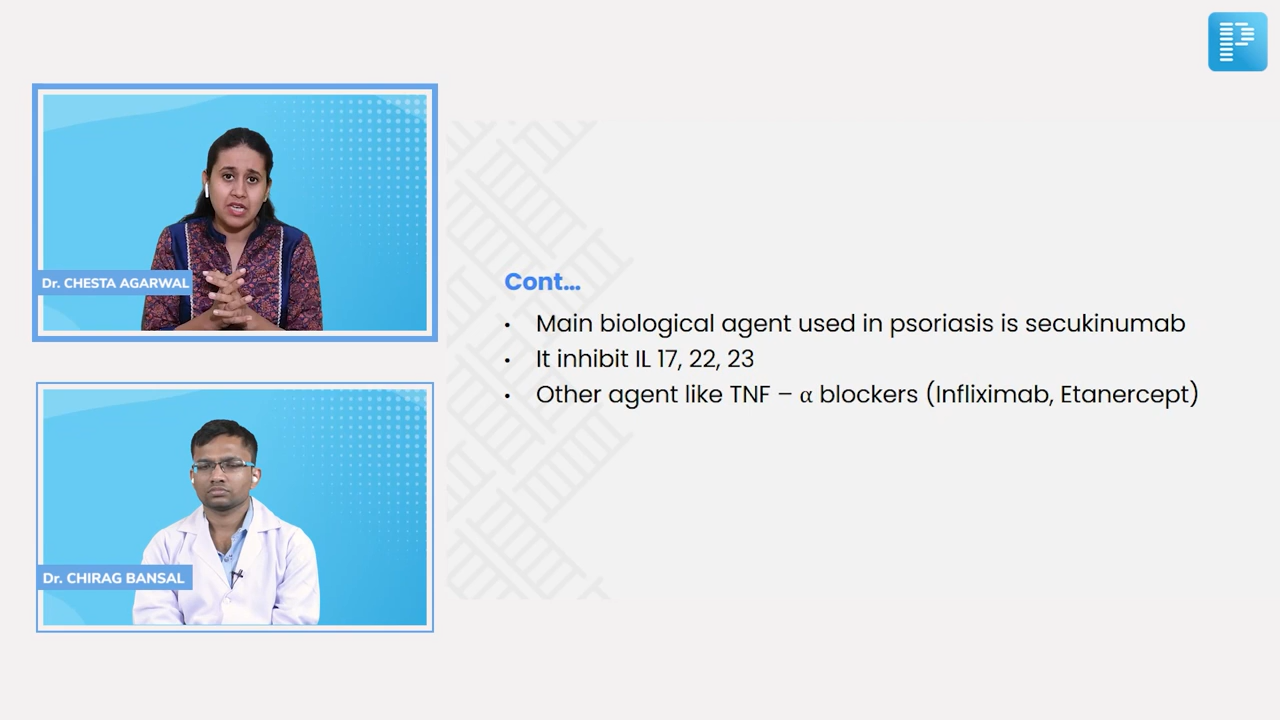 Dr. CHESTA AGARWAL
Dr. CHIRAG BANSAL
Cont...
• Main biological agent used in psoriasis is secukinumab
• It inhibit IL 17, 22, 23
• Other agent like TNF – α blockers (Infliximab, Etanercept)